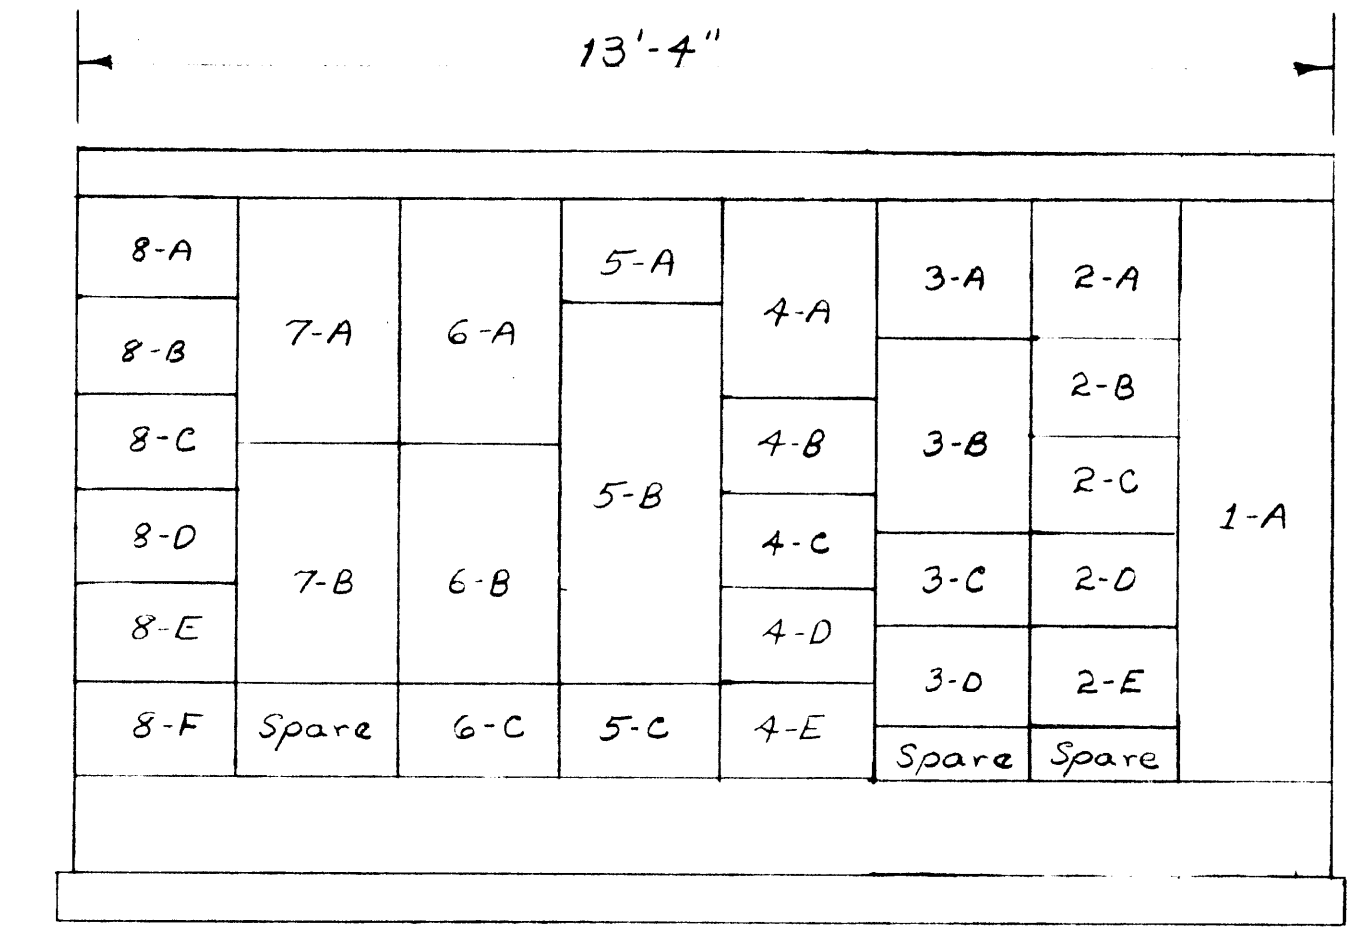 13'-4"
8-A
8-B
8-C
8-D
8-E
8-F
7-A
7-B
Spare
6-A
6-B
6-C
5-A
5-B
5-C
4-A
4-B
4-C
4-D
4-E
3-A
3-B
3-C
3-D
Spare
2-A
2-B
2-C
2-D
2-E
Spare
1-A